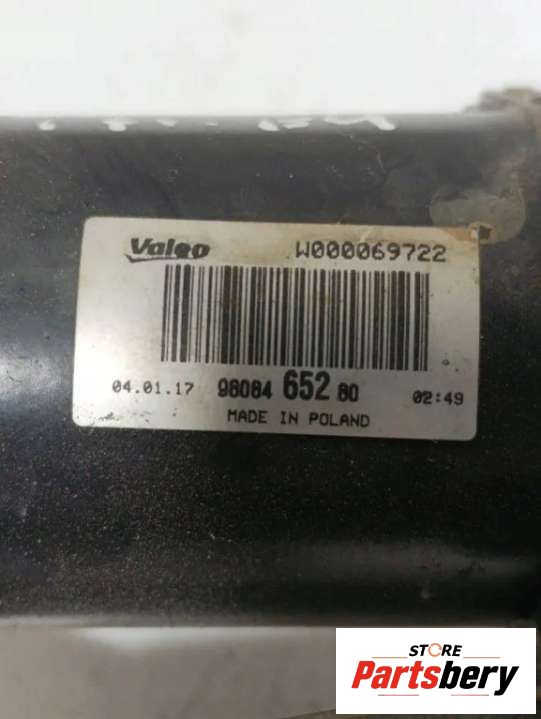 Valeo W000069722
04.01.17 98084 652 80 02:49
MADE IN POLAND
STORE
Partsbery